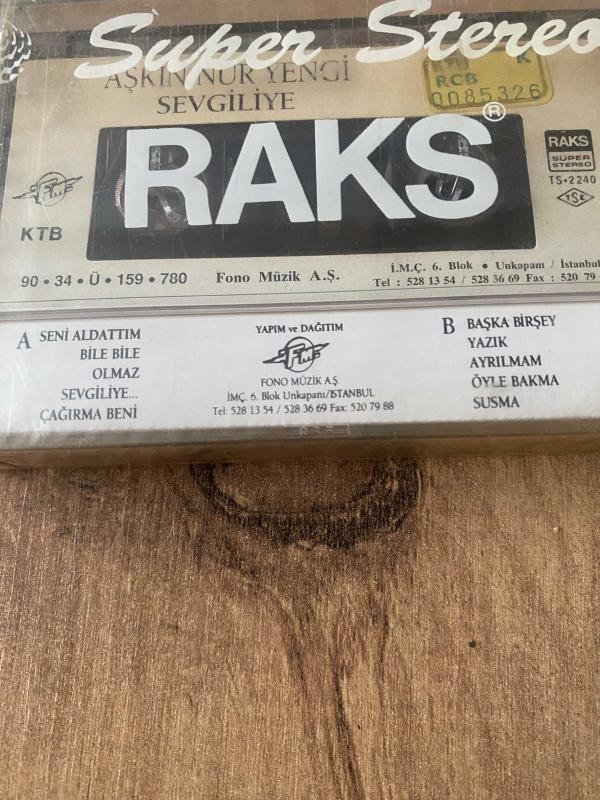 Super Stereo
AŞKIN NUR YENGİ
SEVGİLİYE
K
RCB
0085326
RAKS®
RAKS
SÜPER
STEREO
TS•2240
TSE
KTB
90 • 34 • Ü • 159 • 780
Fono Müzik A.Ş.
İ.M.Ç. 6. Blok • Unkapanı / İstanbul
Tel : 528 13 54 / 528 36 69 Fax : 520 79
A
SENİ ALDATTIM
BİLE BİLE
OLMAZ
SEVGİLİYE...
ÇAĞIRMA BENİ
YAPIM ve DAĞITIM
FONO MÜZİK A.Ş.
İMÇ. 6. Blok Unkapanı/İSTANBUL
Tel: 528 13 54 / 528 36 69 Fax: 520 79 88
B
BAŞKA BİRŞEY
YAZIK
AYRILMAM
ÖYLE BAKMA
SUSMA